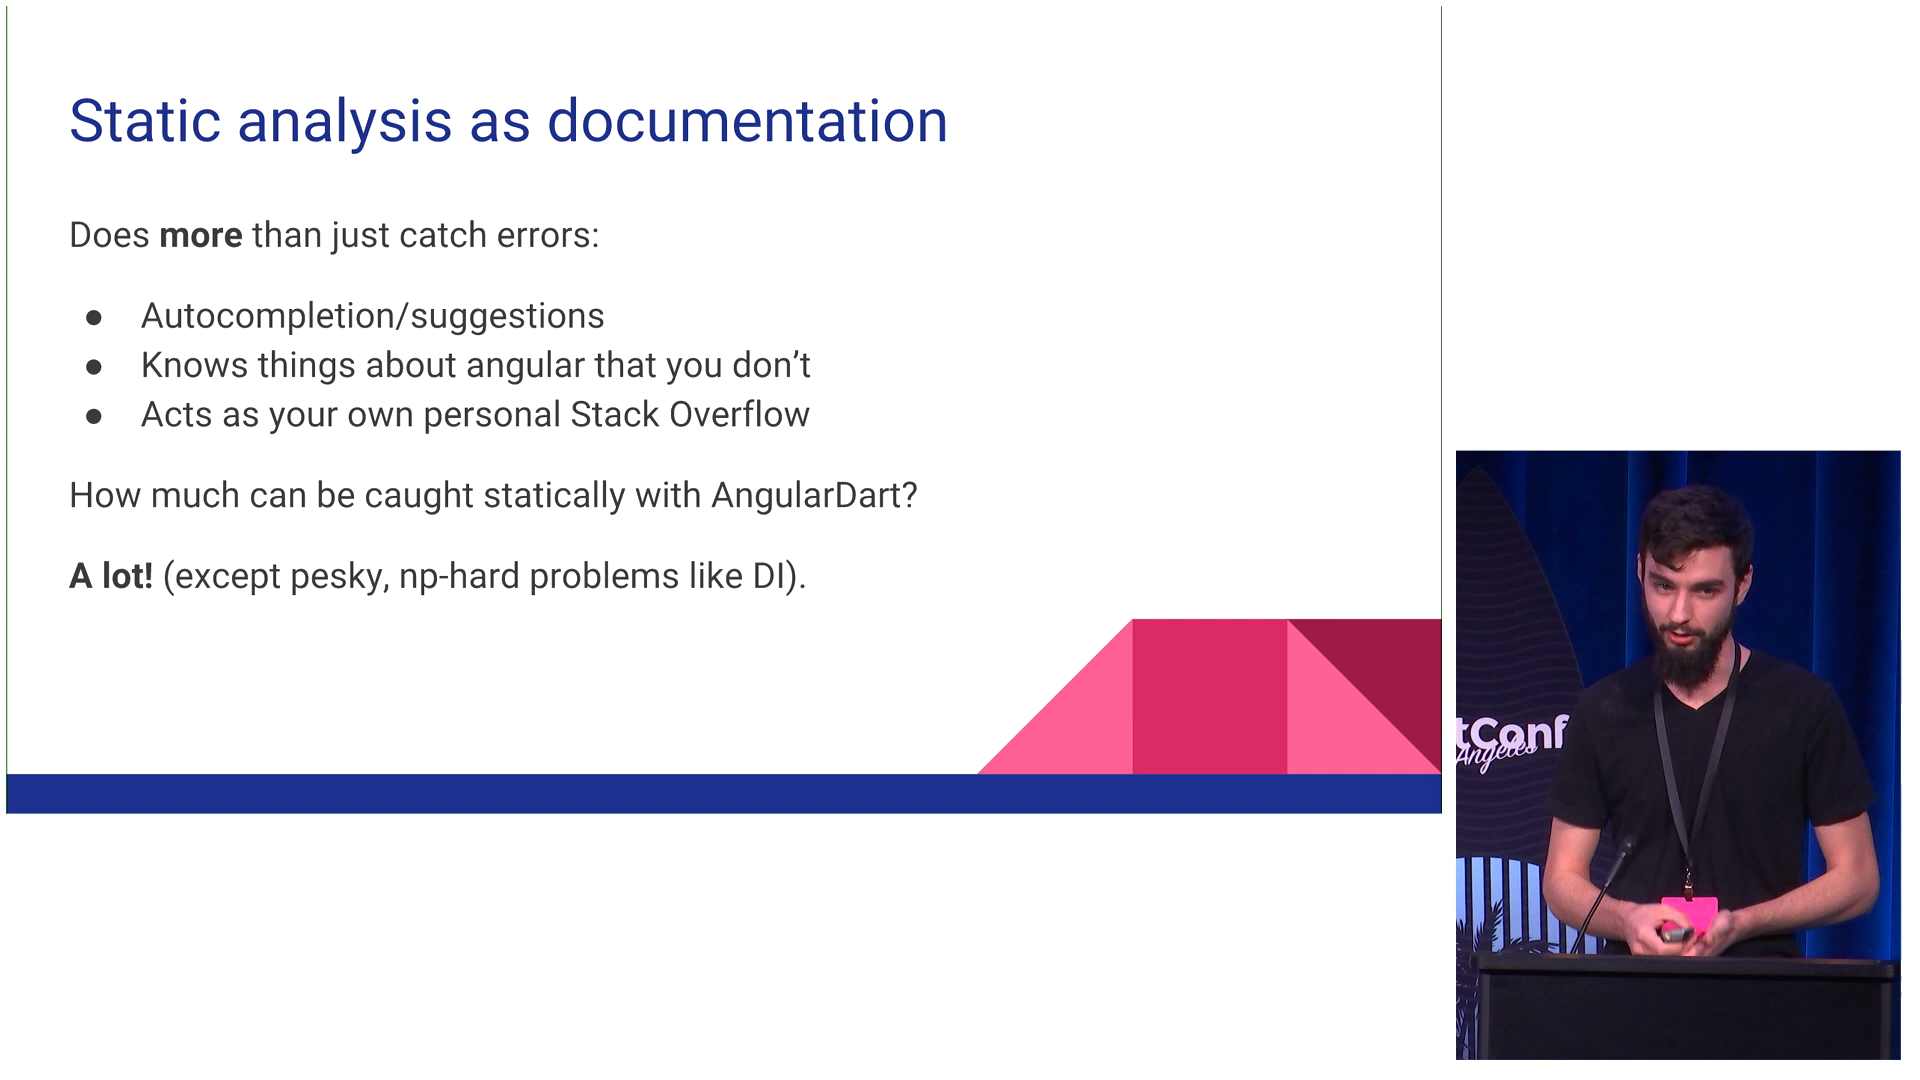 Static analysis as documentation
Does more than just catch errors:
● Autocompletion/suggestions
● Knows things about angular that you don’t
● Acts as your own personal Stack Overflow
How much can be caught statically with AngularDart?
A lot! (except pesky, np-hard problems like DI).
tConf
Angeles